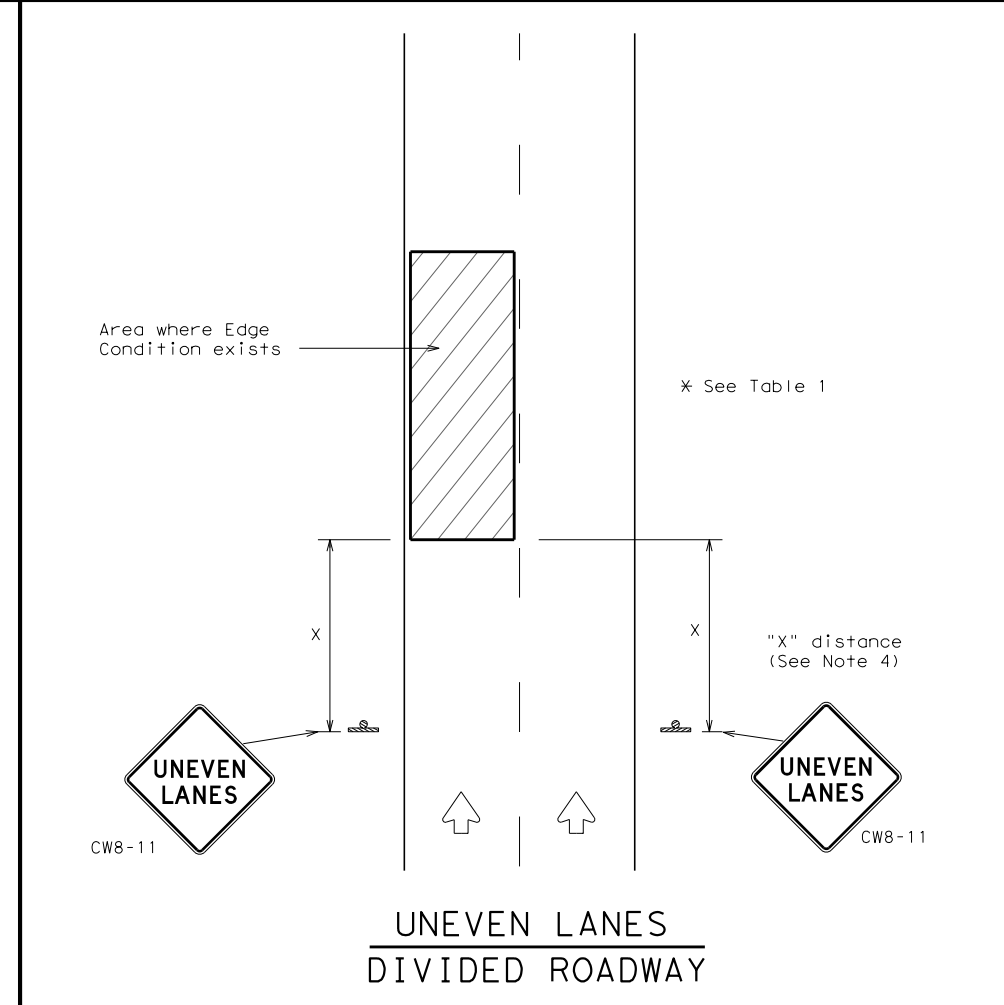 Area where Edge
Condition exists
* See Table 1
X
X
"X" distance
(See Note 4)
UNEVEN
LANES
CW8-11
UNEVEN
LANES
CW8-11
UNEVEN LANES
DIVIDED ROADWAY